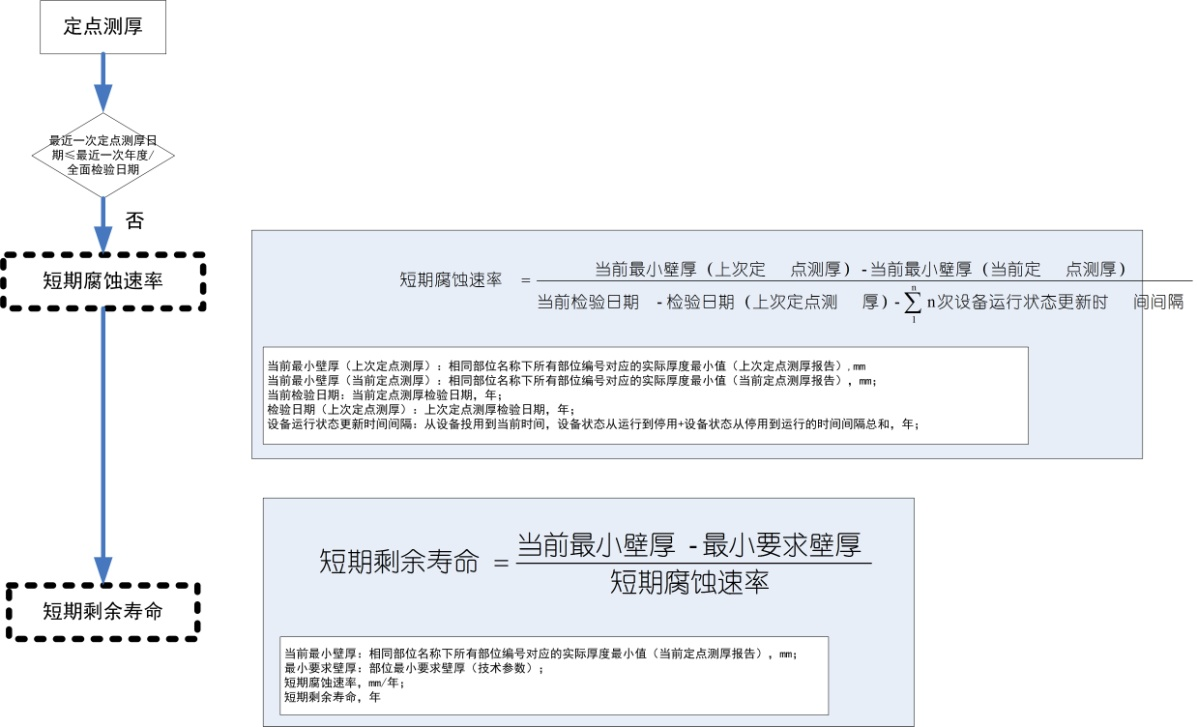 定点测厚
最近一次定点测厚日
期≤最近一次年度/
全面检验日期
否
短期腐蚀速率
短期腐蚀速率 = 当前最小壁厚（上次定 点测厚）-当前最小壁厚（当前定 点测厚）
当前检验日期 -检验日期（上次定点测 厚）-∑ n 1 n次设备运行状态更新时 间间隔
当前最小壁厚（上次定点测厚）：相同部位名称下所有部位编号对应的实际厚度最小值（上次定点测厚报告）,mm
当前最小壁厚（当前定点测厚）：相同部位名称下所有部位编号对应的实际厚度最小值（当前定点测厚报告），mm；
当前检验日期：当前定点测厚检验日期，年；
检验日期（上次定点测厚）：上次定点测厚检验日期，年；
设备运行状态更新时间间隔：从设备投用到当前时间，设备状态从运行到停用+设备状态从停用到运行的时间间隔总和，年；
短期剩余寿命
短期剩余寿命 = 当前最小壁厚 -最小要求壁厚
短期腐蚀速率
当前最小壁厚：相同部位名称下所有部位编号对应的实际厚度最小值（当前定点测厚报告），mm；
最小要求壁厚：部位最小要求壁厚（技术参数）；
短期腐蚀速率，mm/年；
短期剩余寿命，年